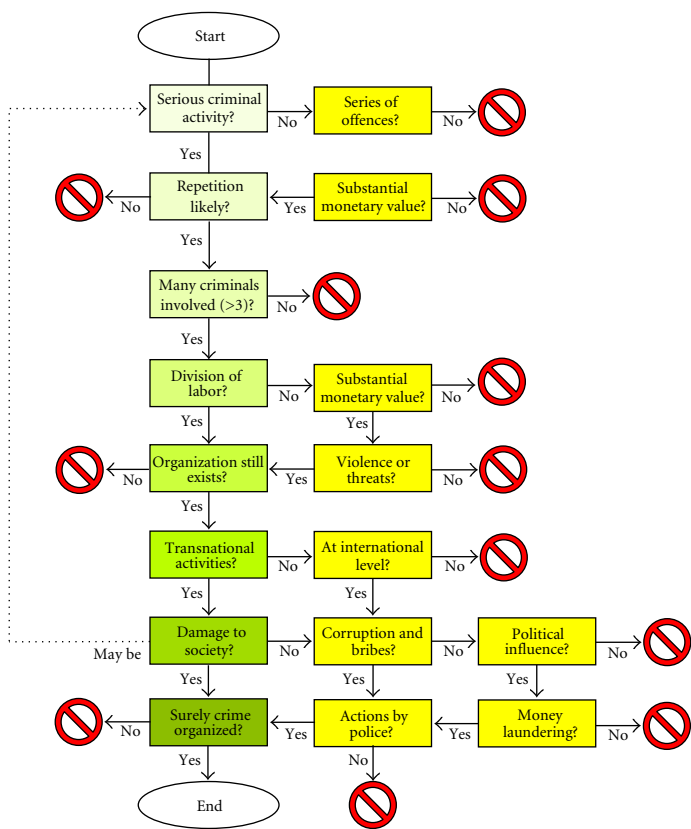 Start
Serious criminal
activity?
No
Series of
offences?
No
Yes
Repetition
likely?
No
Yes
Substantial
monetary value?
No
Yes
Many criminals
involved (>3)?
No
Yes
Division of
labor?
No
Substantial
monetary value?
No
Yes
Yes
Organization still
exists?
No
Yes
Violence or
threats?
No
Yes
Transnational
activities?
No
At international
level?
No
Yes
Yes
May be
Damage to
society?
No
Corruption and
bribes?
No
Political
influence?
No
Yes
Yes
Yes
Surely crime
organized?
No
Yes
Actions by
police?
Yes
Money
laundering?
No
Yes
No
End